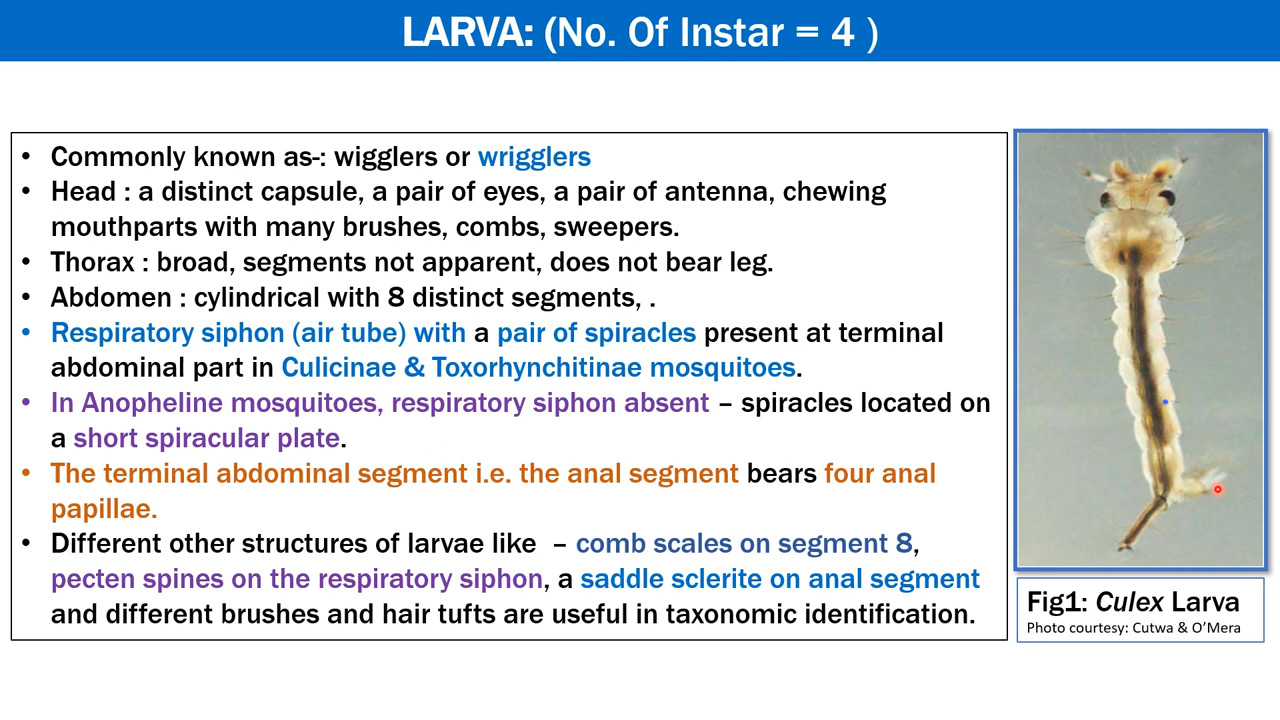 LARVA: (No. Of Instar = 4 )
• Commonly known as-: wigglers or wrigglers
• Head : a distinct capsule, a pair of eyes, a pair of antenna, chewing
mouthparts with many brushes, combs, sweepers.
• Thorax : broad, segments not apparent, does not bear leg.
• Abdomen : cylindrical with 8 distinct segments, .
• Respiratory siphon (air tube) with a pair of spiracles present at terminal
abdominal part in Culicinae & Toxorhynchitinae mosquitoes.
• In Anopheline mosquitoes, respiratory siphon absent – spiracles located on
a short spiracular plate.
• The terminal abdominal segment i.e. the anal segment bears four anal
papillae.
• Different other structures of larvae like – comb scales on segment 8,
pecten spines on the respiratory siphon, a saddle sclerite on anal segment
and different brushes and hair tufts are useful in taxonomic identification.
Fig1: Culex Larva
Photo courtesy: Cutwa & O'Mera